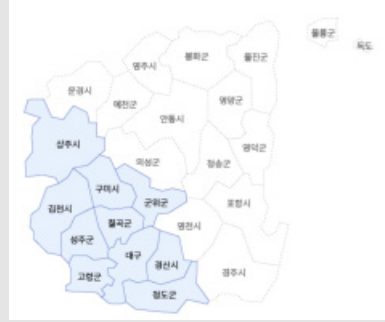 울릉군
독도
봉화군
울진군
영주시
문경시
예천군
영양군
안동시
상주시
의성군
청송군
영덕군
구미시
군위군
김천시
포항시
칠곡군
영천시
성주군
대구
경산시
고령군
경주시
청도군